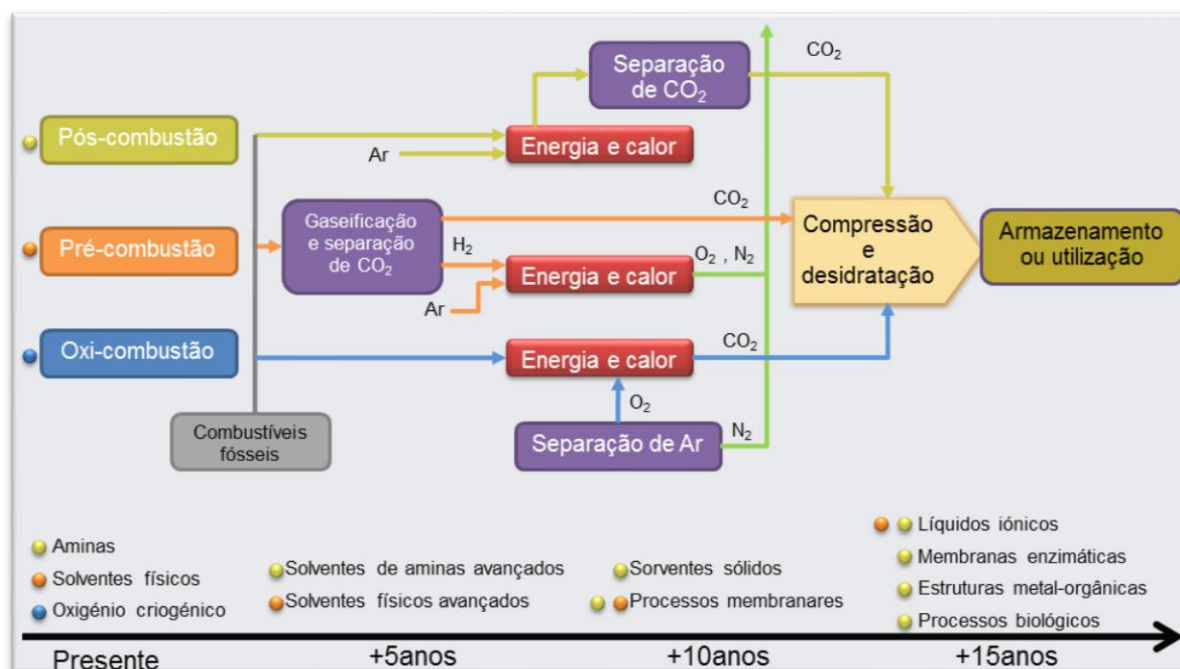 Separação
de CO₂
CO₂
Pós-combustão
Ar
Energia e calor
Pré-combustão
Gaseificação
e separação
de CO₂
CO₂
H₂
Ar
Energia e calor
O₂ , N₂
Compressão
e
desidratação
Armazenamento
ou utilização
Oxi-combustão
Energia e calor
CO₂
O₂
Combustíveis
fósseis
Separação de Ar
N₂
Aminas
Solventes físicos
Oxigénio criogénico
Solventes de aminas avançados
Solventes físicos avançados
Sorventes sólidos
Processos membranares
Líquidos iónicos
Membranas enzimáticas
Estruturas metal-orgânicas
Processos biológicos
Presente
+5anos
+10anos
+15anos